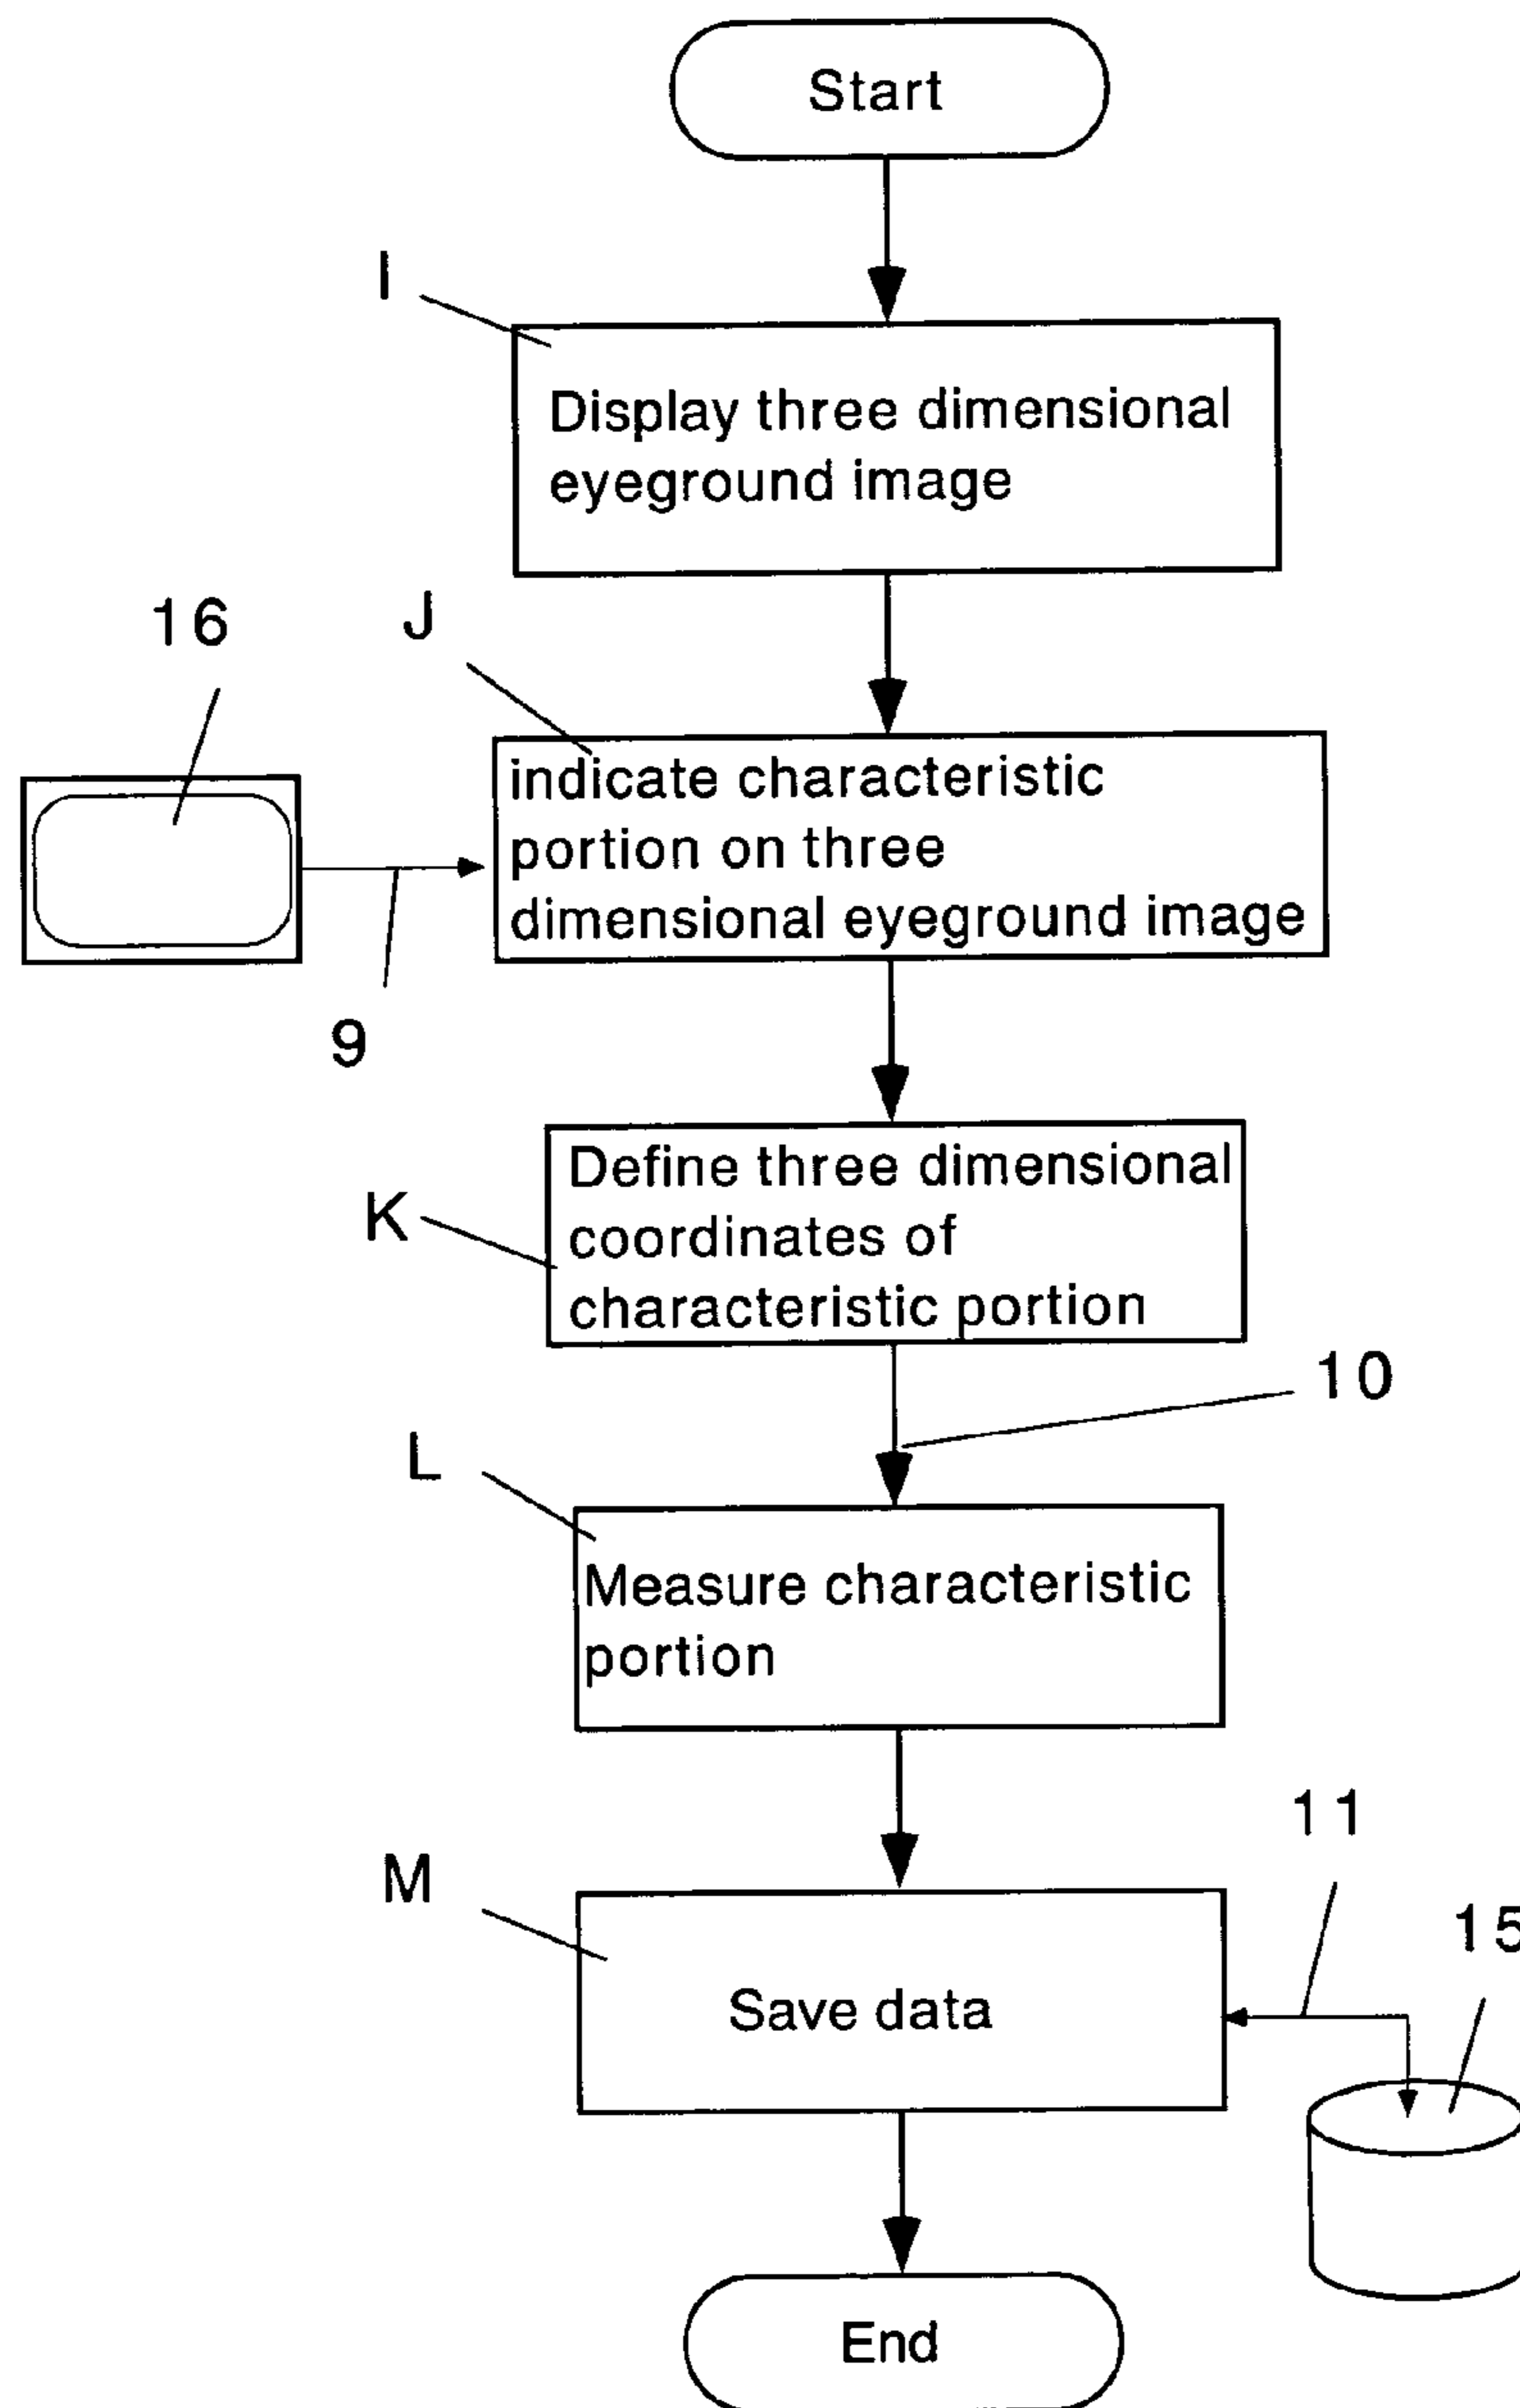 Start
I
Display three dimensional
eyeground image
16
J
indicate characteristic
portion on three
dimensional eyeground image
9
K
Define three dimensional
coordinates of
characteristic portion
10
L
Measure characteristic
portion
11
M
15
Save data
End